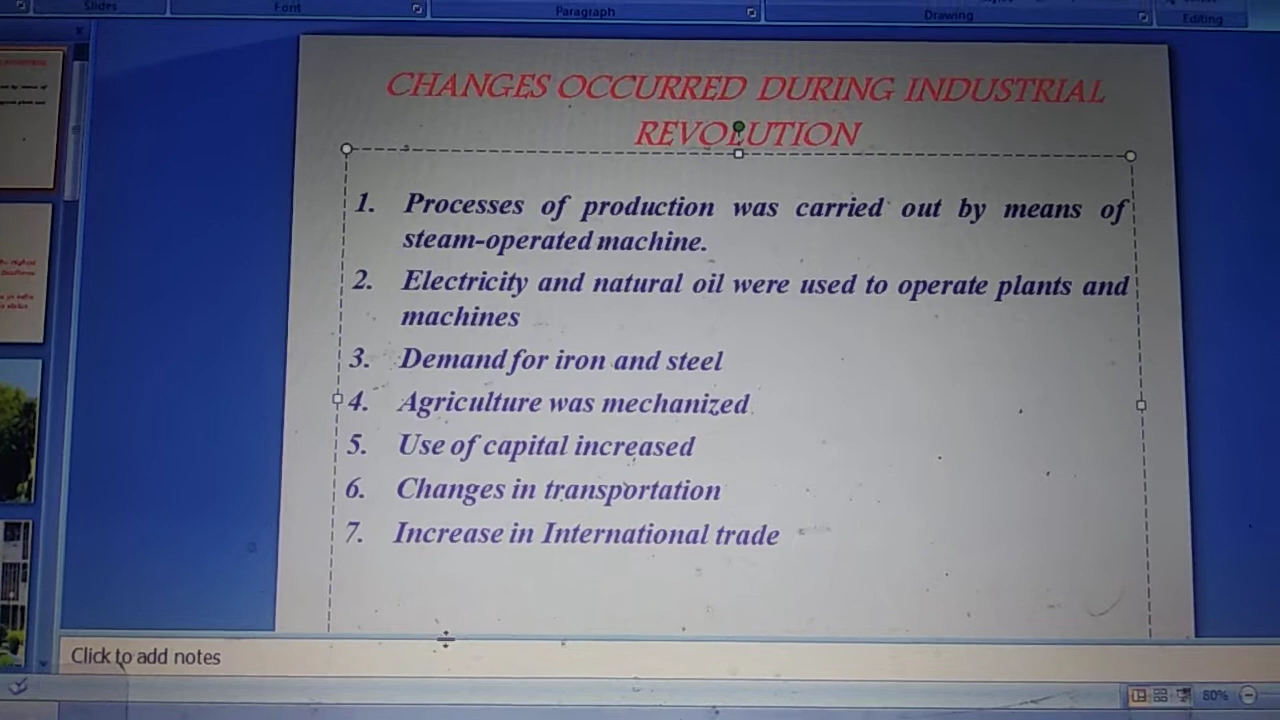 Slides
Font
Paragraph
Drawing
Editing
CHANGES OCCURRED DURING INDUSTRIAL
REVOLUTION
1. Processes of production was carried out by means of
steam-operated machine.
2. Electricity and natural oil were used to operate plants and
machines
3. Demand for iron and steel
4. Agriculture was mechanized
5. Use of capital increased
6. Changes in transportation
7. Increase in International trade
Click to add notes
80%